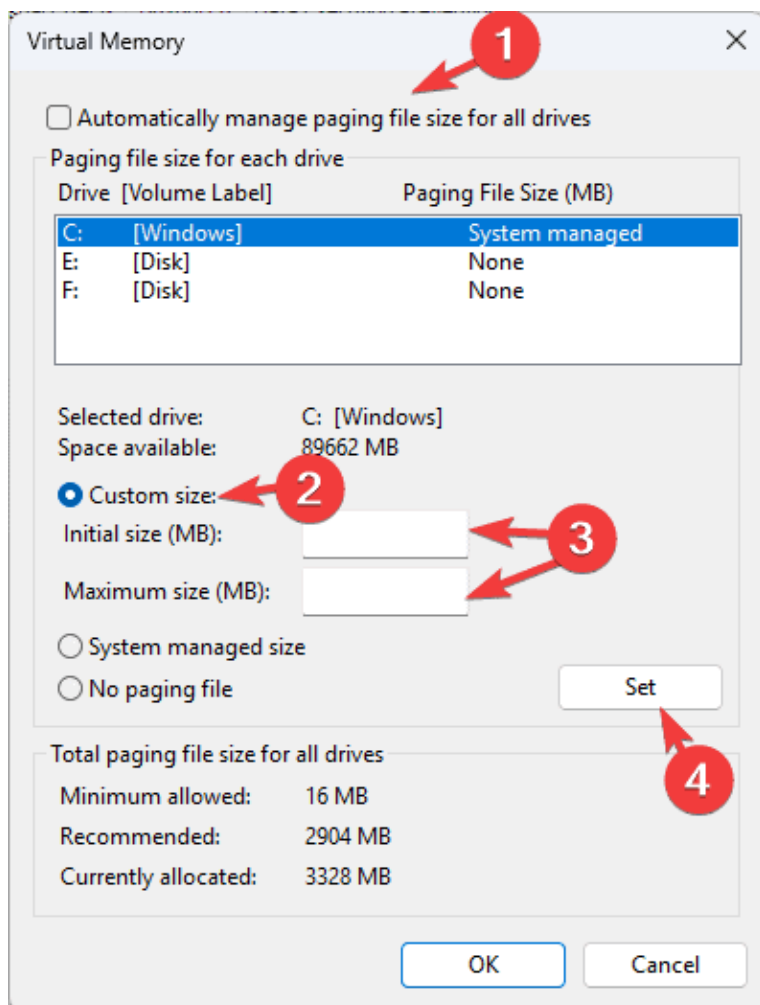 Virtual Memory
1
Automatically manage paging file size for all drives
Paging file size for each drive
Drive [Volume Label] Paging File Size (MB)
C: [Windows] System managed
E: [Disk] None
F: [Disk] None
Selected drive: C: [Windows]
Space available: 89662 MB
Custom size: 2
Initial size (MB): 3
Maximum size (MB):
System managed size
No paging file Set
4
Total paging file size for all drives
Minimum allowed: 16 MB
Recommended: 2904 MB
Currently allocated: 3328 MB
OK Cancel